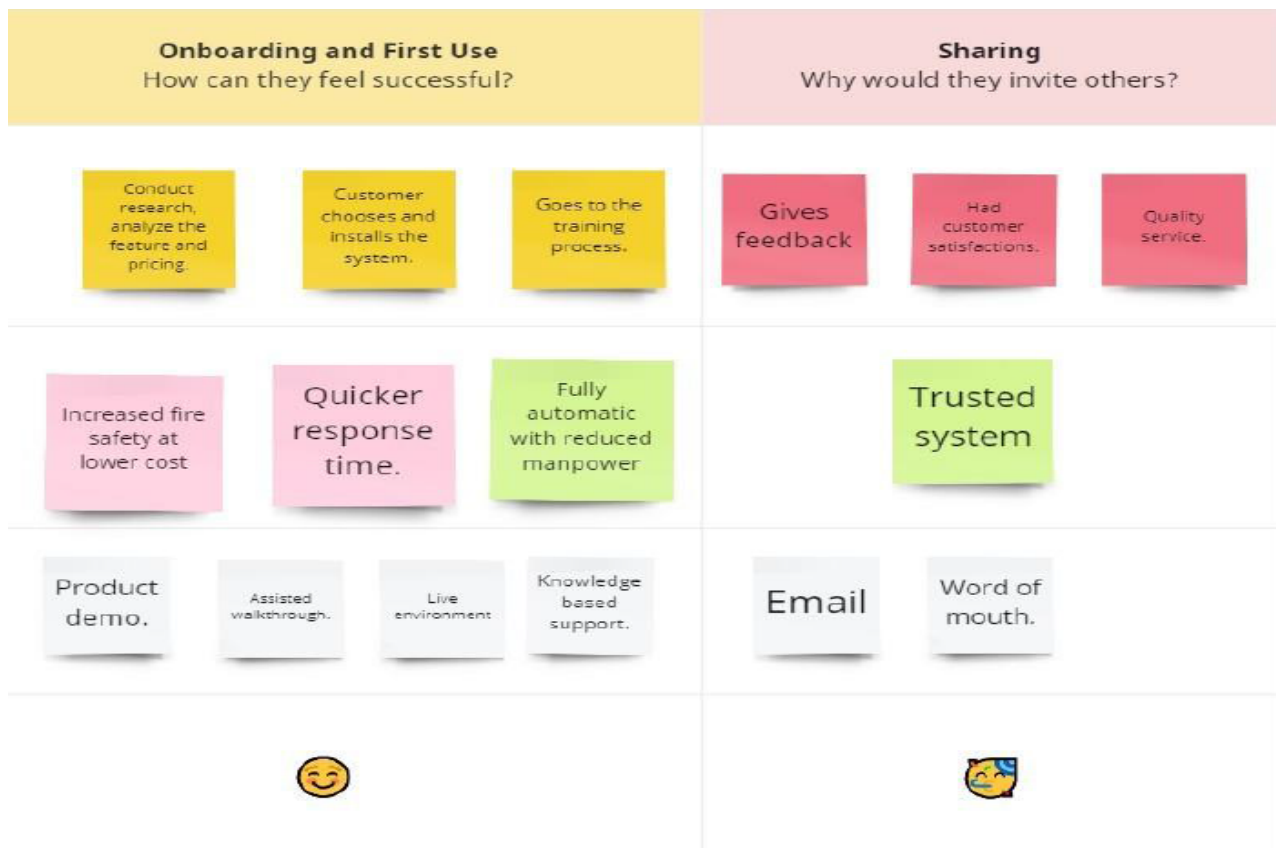 Onboarding and First Use
How can they feel successful?
Sharing
Why would they invite others?
Conduct
research,
analyze the
feature and
pricing.
Customer
chooses and
installs the
system.
Goes to the
training
process.
Gives
feedback
Had
customer
satisfactions.
Quality
service.
Increased fire
safety at
lower cost
Quicker
response
time.
Fully
automatic
with reduced
manpower
Trusted
system
Product
demo.
Assisted
walkthrough.
Live
environment
Knowledge
based
support.
Email
Word of
mouth.